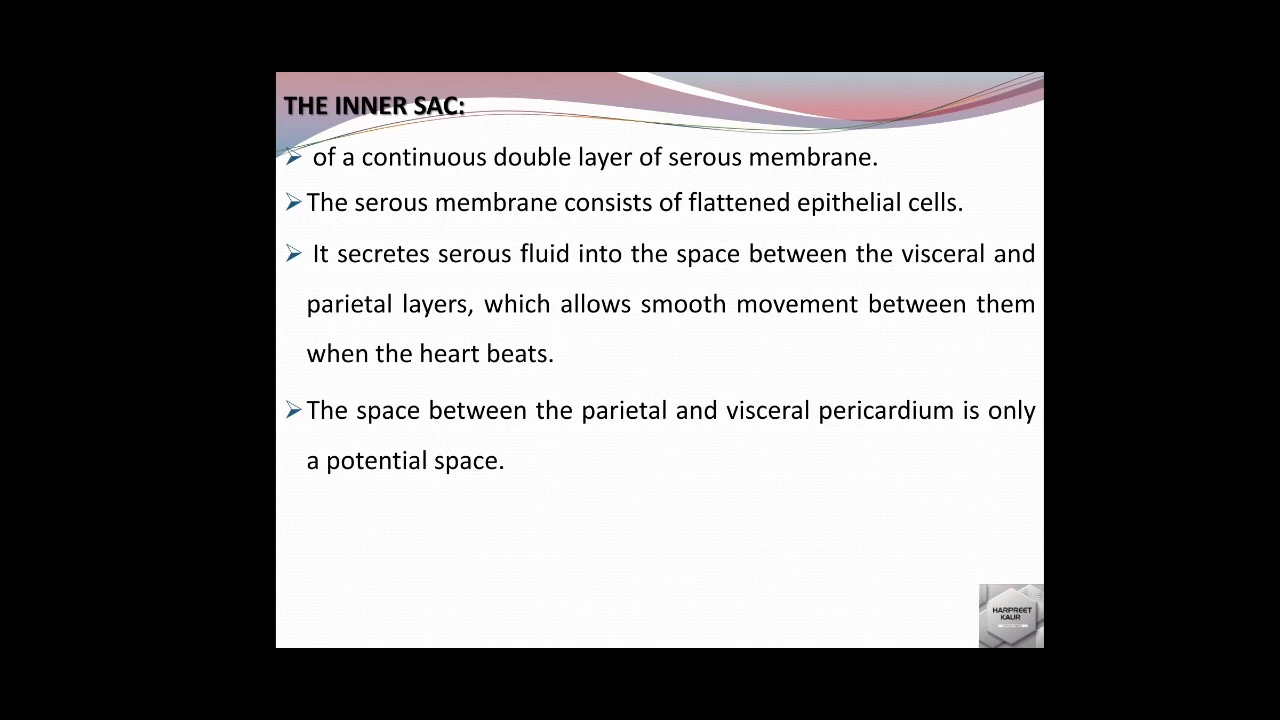 THE INNER SAC:
➢ of a continuous double layer of serous membrane.
➢The serous membrane consists of flattened epithelial cells.
➢ It secretes serous fluid into the space between the visceral and
parietal layers, which allows smooth movement between them
when the heart beats.
➢The space between the parietal and visceral pericardium is only
a potential space.
HARPREET
KAUR